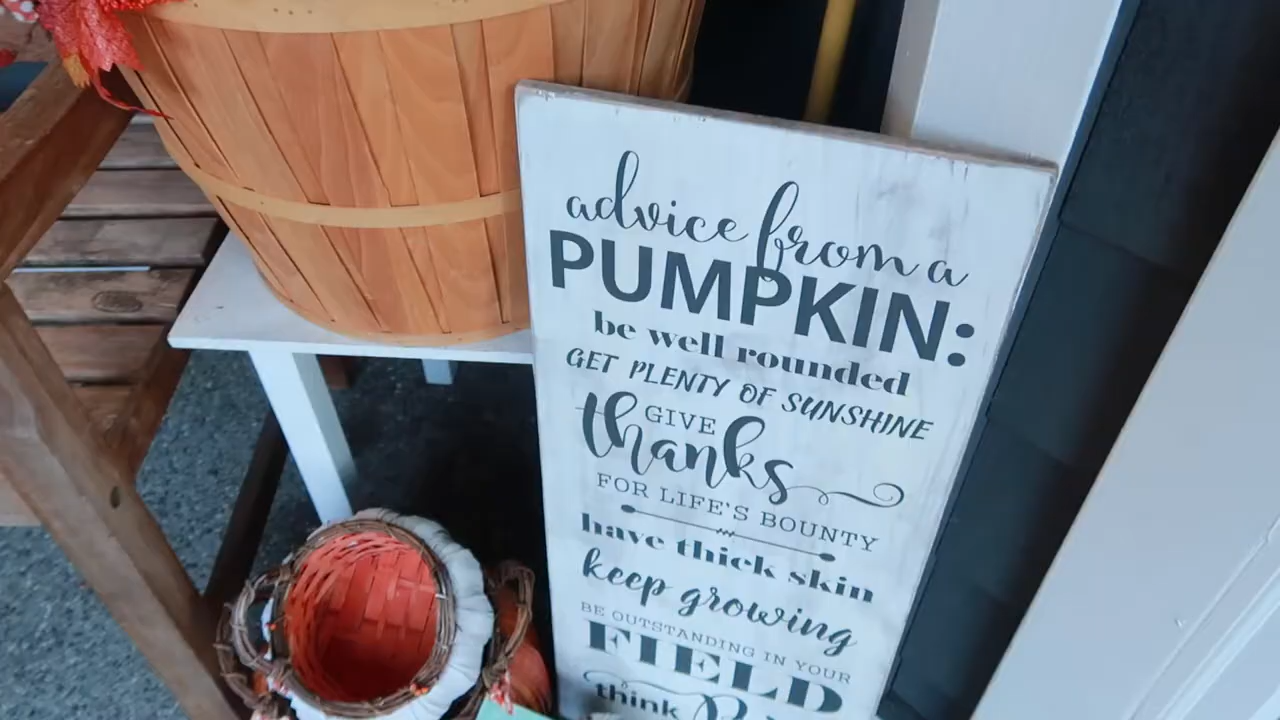 advice from a
PUMPKIN:
be well rounded
GET PLENTY OF SUNSHINE
GIVE
thanks
FOR LIFE'S BOUNTY
have thick skin
keep growing
BE OUTSTANDING IN YOUR
FIELD
think